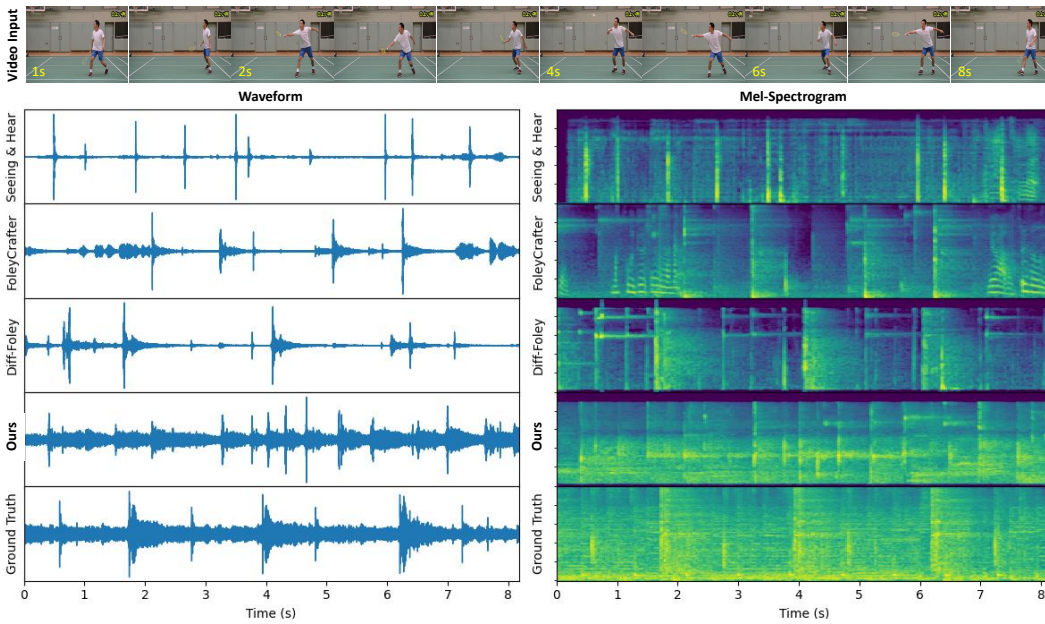 Video Input
1s
2s
4s
6s
8s
Waveform
Mel-Spectrogram
Seeing & Hear
Seeing & Hear
FoleyCrafter
FoleyCrafter
Diff-Foley
Diff-Foley
Ours
Ours
Ground Truth
Ground Truth
0 1 2 3 4 5 6 7 8
0 1 2 3 4 5 6 7 8
Time (s)
Time (s)